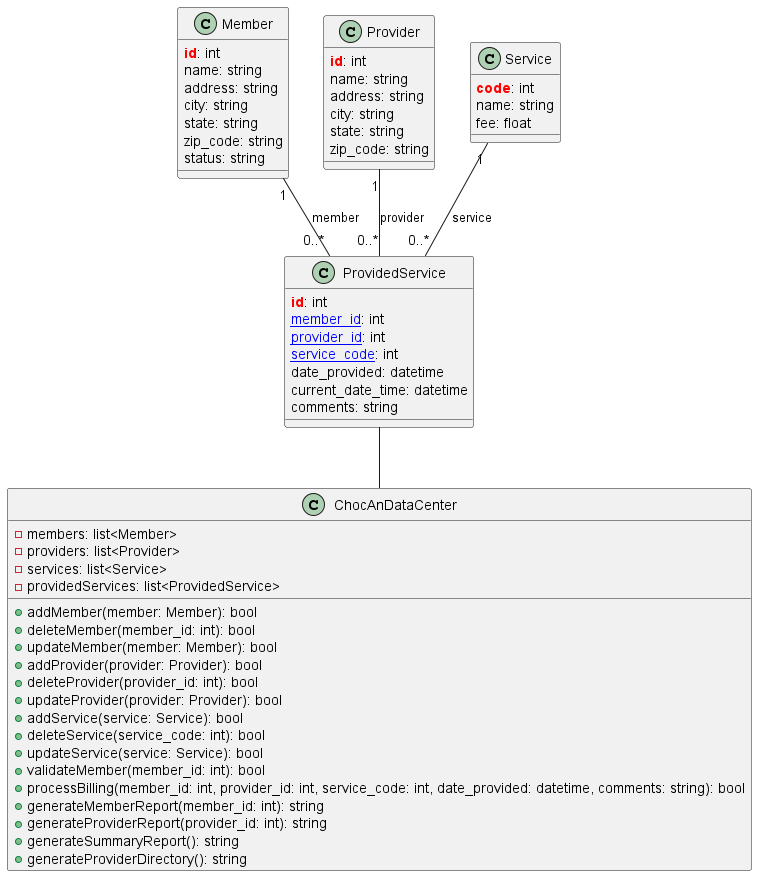 C Member
id: int
name: string
address: string
city: string
state: string
zip_code: string
status: string
C Provider
id: int
name: string
address: string
city: string
state: string
zip_code: string
C Service
code: int
name: string
fee: float
1
1
1
member
provider
service
0..*
0..*
0..*
C ProvidedService
id: int
member_id: int
provider_id: int
service_code: int
date_provided: datetime
current_date_time: datetime
comments: string
C ChocAnDataCenter
members: list<Member>
providers: list<Provider>
services: list<Service>
providedServices: list<ProvidedService>
addMember(member: Member): bool
deleteMember(member_id: int): bool
updateMember(member: Member): bool
addProvider(provider: Provider): bool
deleteProvider(provider_id: int): bool
updateProvider(provider: Provider): bool
addService(service: Service): bool
deleteService(service_code: int): bool
updateService(service: Service): bool
validateMember(member_id: int): bool
processBilling(member_id: int, provider_id: int, service_code: int, date_provided: datetime, comments: string): bool
generateMemberReport(member_id: int): string
generateProviderReport(provider_id: int): string
generateSummaryReport(): string
generateProviderDirectory(): string